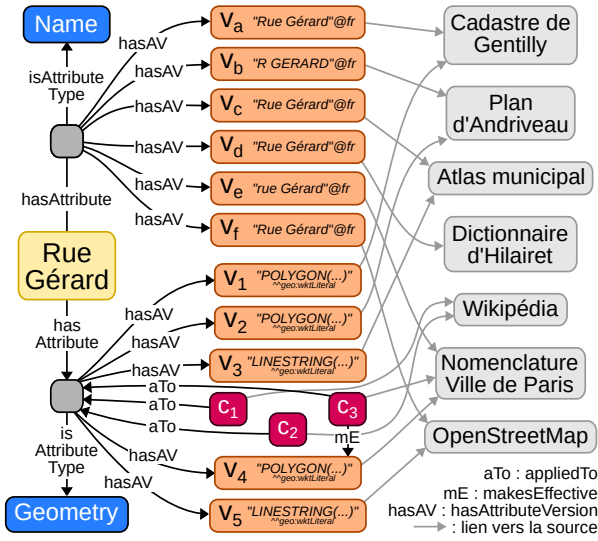 Name
isAttribute
Type
hasAV
hasAV
hasAV
hasAV
hasAV
hasAV
va "Rue Gérard"@fr
vb "R GERARD"@fr
vc "Rue Gérard"@fr
vd "Rue Gérard"@fr
ve "rue Gérard"@fr
vf "Rue Gérard"@fr
Cadastre de
Gentilly
Plan
d'Andriveau
Atlas municipal
Dictionnaire
d'Hilairet
Wikipédia
Nomenclature
Ville de Paris
OpenStreetMap
hasAttribute
Rue
Gérard
has
Attribute
hasAV
hasAV
hasAV
v1 "POLYGON(...)"
^^geo:wktLiteral
v2 "POLYGON(...)"
^^geo:wktLiteral
v3 "LINESTRING(...)"
^^geo:wktLiteral
aTo
aTo
aTo
c1
c2
c3
mE
is
Attribute
Type
hasAV
hasAV
v4 "POLYGON(...)"
^^geo:wktLiteral
v5 "LINESTRING(...)"
^^geo:wktLiteral
Geometry
aTo : appliedTo
mE : makesEffective
hasAV : hasAttributeVersion
: lien vers la source